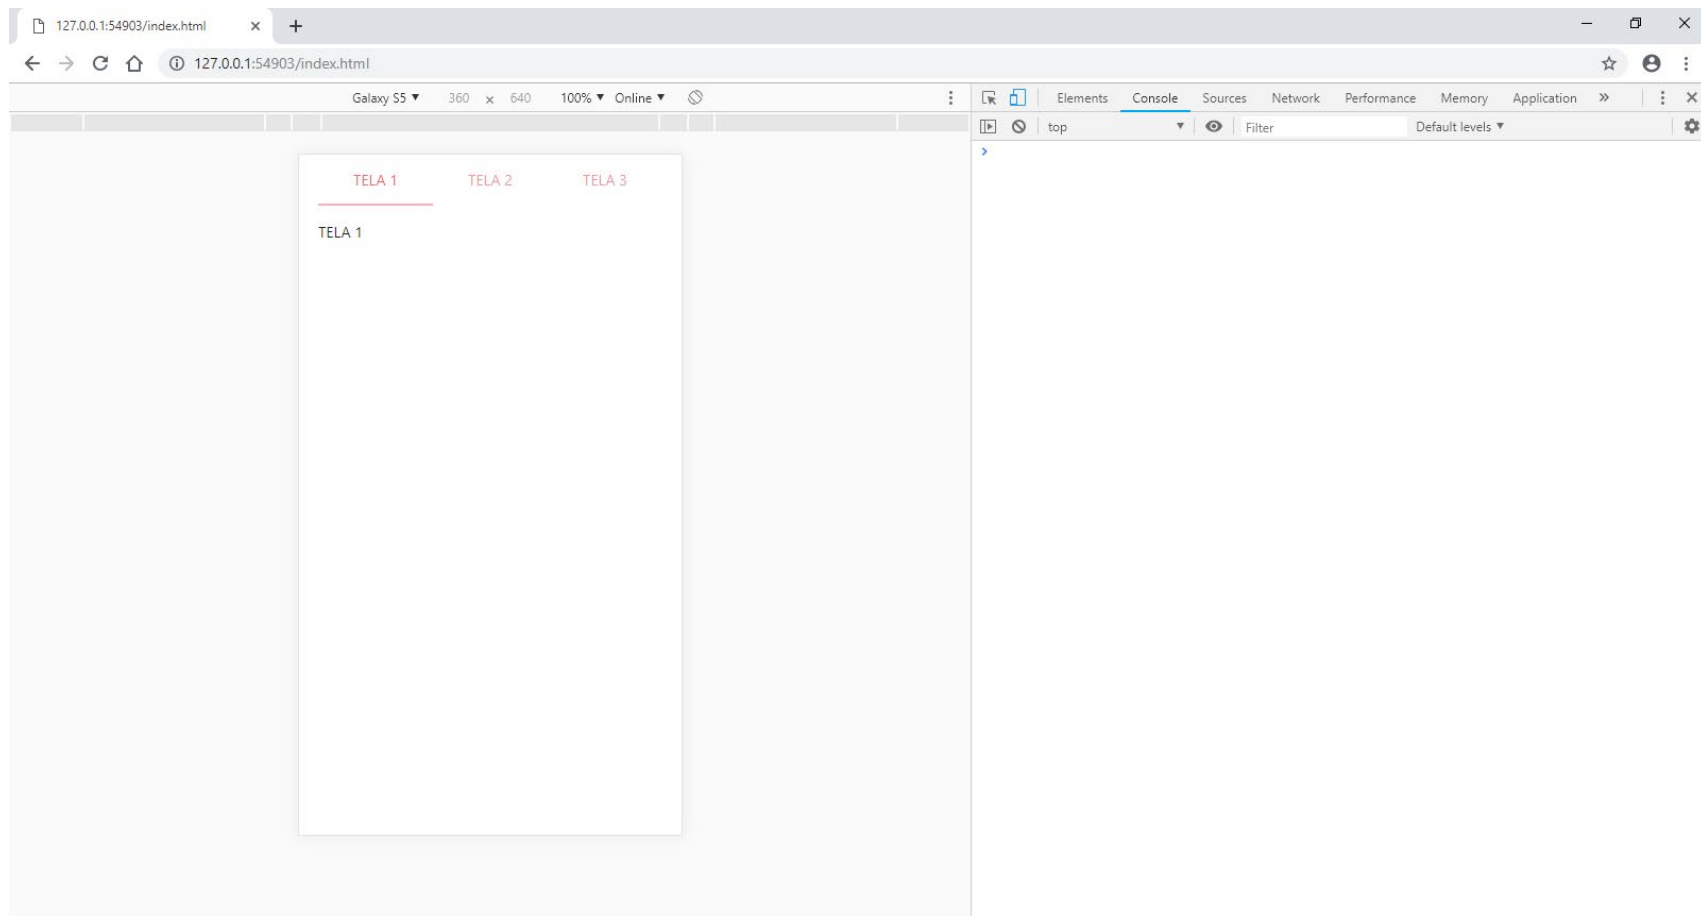 127.0.0.1:54903/index.html
127.0.0.1:54903/index.html
Galaxy S5 360 × 640 100% Online
Elements Console Sources Network Performance Memory Application »
top Filter Default levels
TELA 1 TELA 2 TELA 3
TELA 1